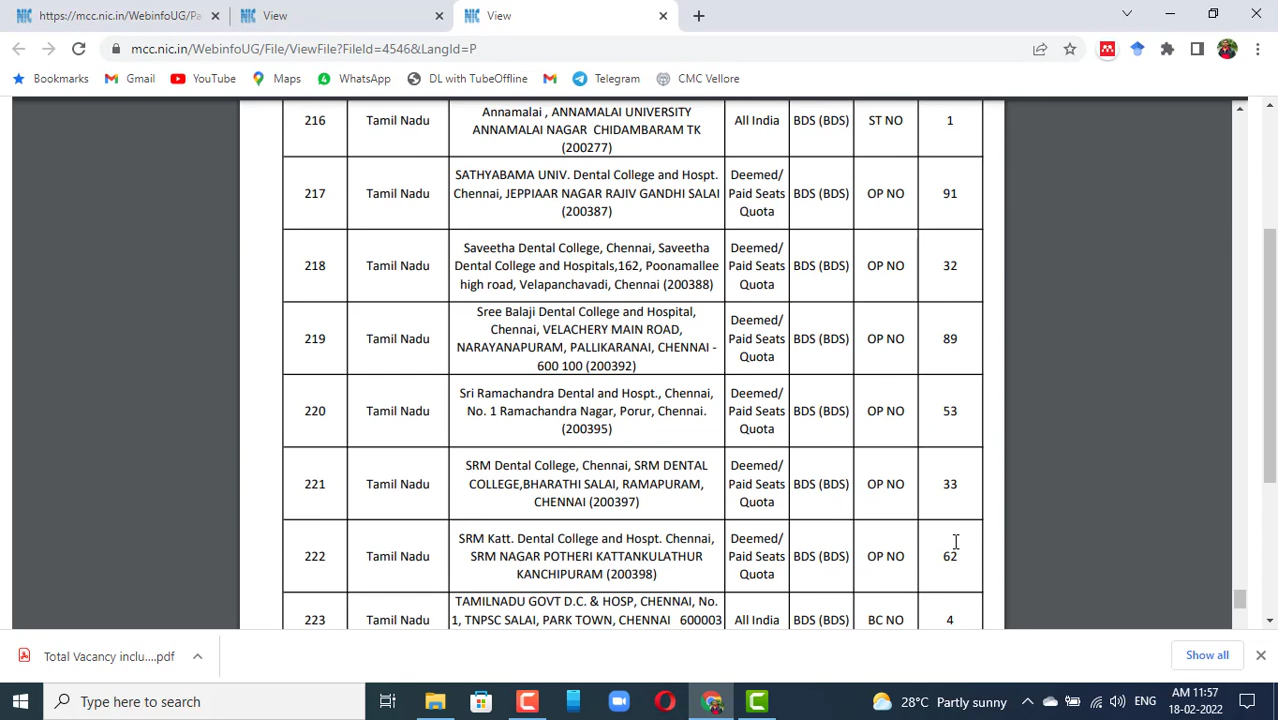 https://mcc.nic.in/WebinfoUG/Pa
View
View
mcc.nic.in/WebinfoUG/File/ViewFile?FileId=4546&LangId=P
Bookmarks
Gmail
YouTube
Maps
WhatsApp
DL with TubeOffline
Telegram
CMC Vellore
216
Tamil Nadu
Annamalai , ANNAMALAI UNIVERSITY
ANNAMALAI NAGAR CHIDAMBARAM TK
(200277)
All India
BDS (BDS)
ST NO
1
217
Tamil Nadu
SATHYABAMA UNIV. Dental College and Hospt.
Chennai, JEPPIAAR NAGAR RAJIV GANDHI SALAI
(200387)
Deemed/
Paid Seats
Quota
BDS (BDS)
OP NO
91
218
Tamil Nadu
Saveetha Dental College, Chennai, Saveetha
Dental College and Hospitals,162, Poonamallee
high road, Velapanchavadi, Chennai (200388)
Deemed/
Paid Seats
Quota
BDS (BDS)
OP NO
32
219
Tamil Nadu
Sree Balaji Dental College and Hospital,
Chennai, VELACHERY MAIN ROAD,
NARAYANAPURAM, PALLIKARANAI, CHENNAI -
600 100 (200392)
Deemed/
Paid Seats
Quota
BDS (BDS)
OP NO
89
220
Tamil Nadu
Sri Ramachandra Dental and Hospt., Chennai,
No. 1 Ramachandra Nagar, Porur, Chennai.
(200395)
Deemed/
Paid Seats
Quota
BDS (BDS)
OP NO
53
221
Tamil Nadu
SRM Dental College, Chennai, SRM DENTAL
COLLEGE,BHARATHI SALAI, RAMAPURAM,
CHENNAI (200397)
Deemed/
Paid Seats
Quota
BDS (BDS)
OP NO
33
222
Tamil Nadu
SRM Katt. Dental College and Hospt. Chennai,
SRM NAGAR POTHERI KATTANKULATHUR
KANCHIPURAM (200398)
Deemed/
Paid Seats
Quota
BDS (BDS)
OP NO
62
223
Tamil Nadu
TAMILNADU GOVT D.C. & HOSP, CHENNAI, No.
1, TNPSC SALAI, PARK TOWN, CHENNAI 600003
All India
BDS (BDS)
BC NO
4
Total Vacancy inclu....pdf
Show all
Type here to search
28°C Partly sunny
ENG
AM 11:57
18-02-2022